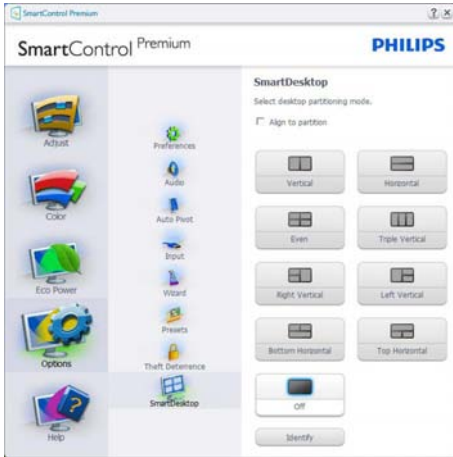 SmartControl Premium
SmartControl Premium
PHILIPS
Adjust
Color
Eco Power
Options
Help
Preferences
Audio
Auto Pivot
Input
Wizard
Presets
Theft Deterrence
SmartDesktop
SmartDesktop
Select desktop partitioning mode.
Align to partition
Vertical
Horizontal
Even
Triple Vertical
Right Vertical
Left Vertical
Bottom Horizontal
Top Horizontal
Off
Identify